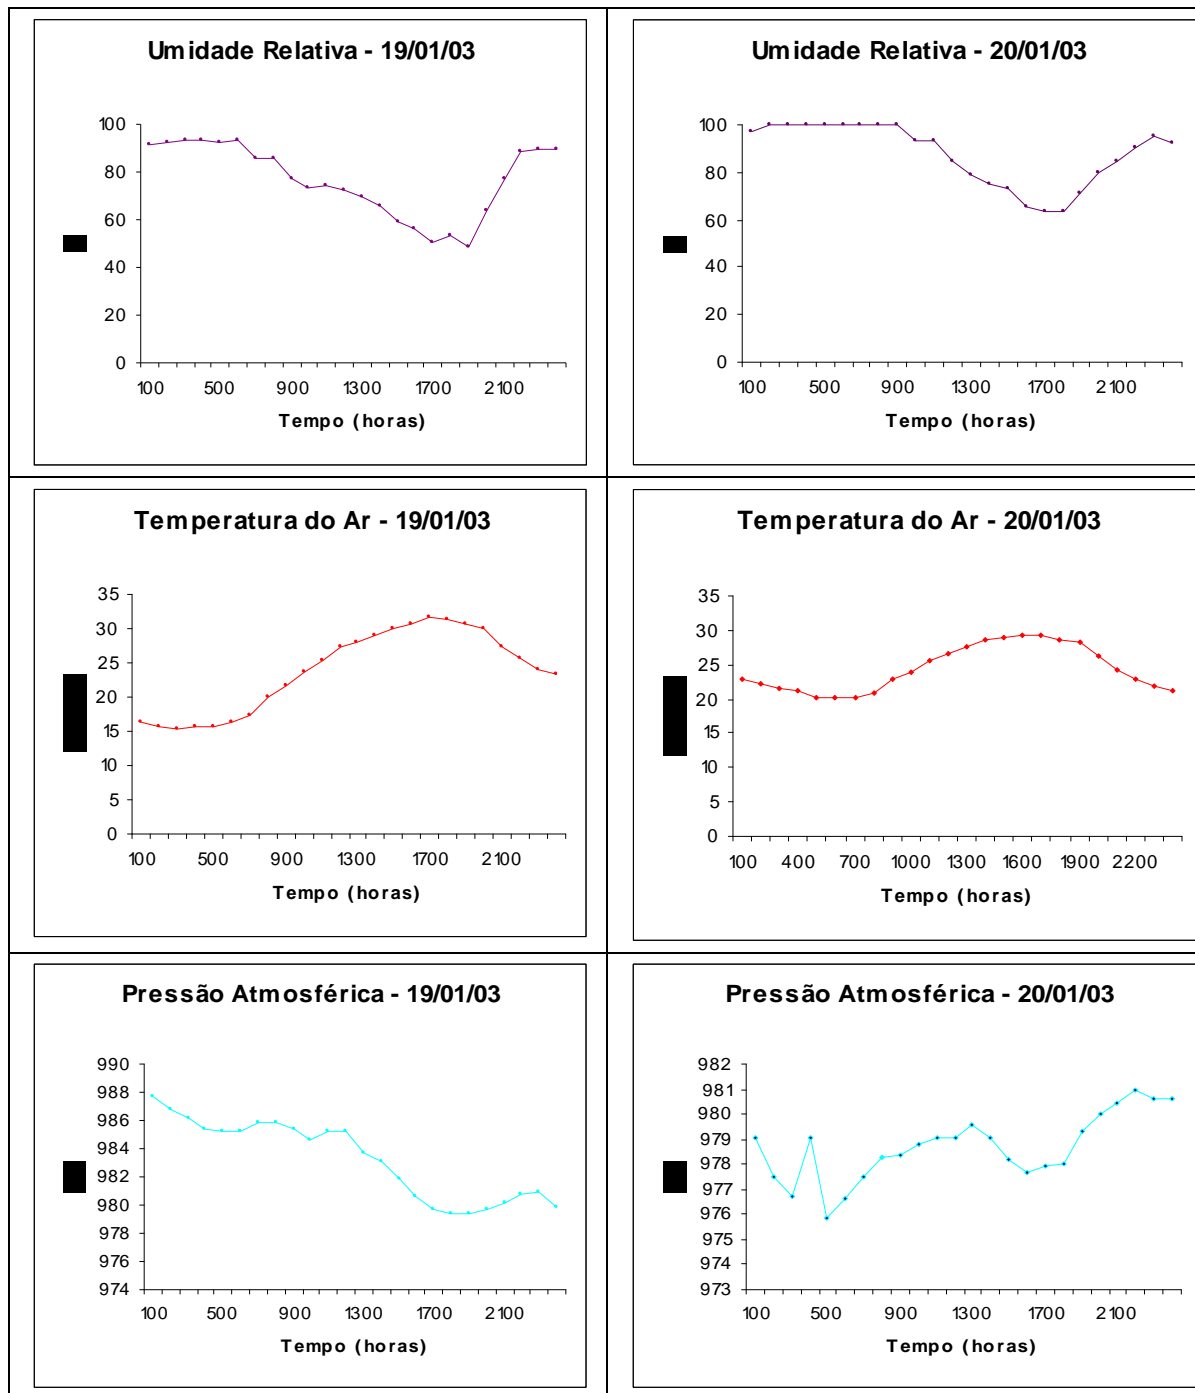 Umidade Relativa - 19/01/03
100
80
60
40
20
0
100 500 900 1300 1700 2100
Tempo (horas)
Umidade Relativa - 20/01/03
100
80
60
40
20
0
100 500 900 1300 1700 2100
Tempo (horas)
Temperatura do Ar - 19/01/03
35
30
25
20
15
10
5
0
100 500 900 1300 1700 2100
Tempo (horas)
Temperatura do Ar - 20/01/03
35
30
25
20
15
10
5
0
100 400 700 1000 1300 1600 1900 2200
Tempo (horas)
Pressão Atmosférica - 19/01/03
990
988
986
984
982
980
978
976
974
100 500 900 1300 1700 2100
Tempo (horas)
Pressão Atmosférica - 20/01/03
982
981
980
979
978
977
976
975
974
973
100 500 900 1300 1700 2100
Tempo (horas)